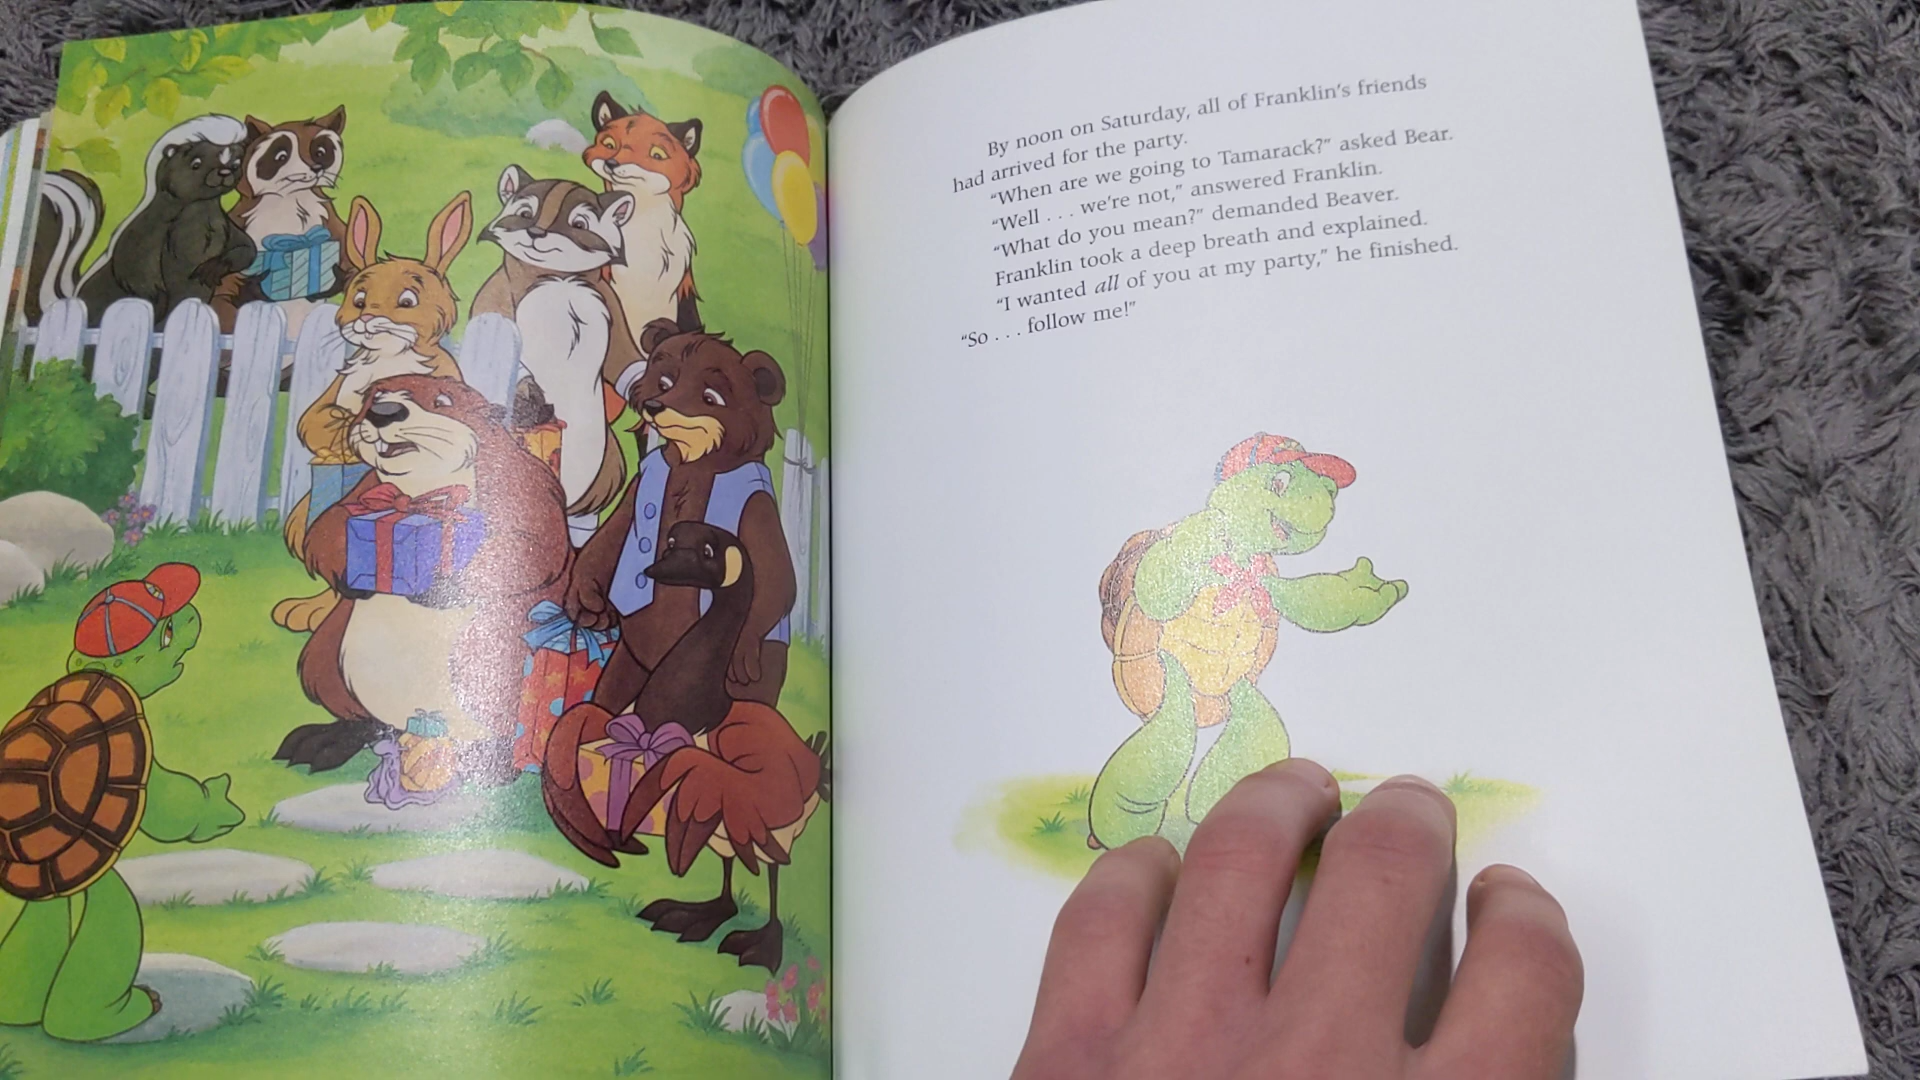 By noon on Saturday, all of Franklin's friends
had arrived for the party.
"When are we going to Tamarack?" asked Bear.
"Well . . . we're not," answered Franklin.
"What do you mean?" demanded Beaver.
Franklin took a deep breath and explained.
"I wanted all of you at my party," he finished.
"So . . . follow me!"